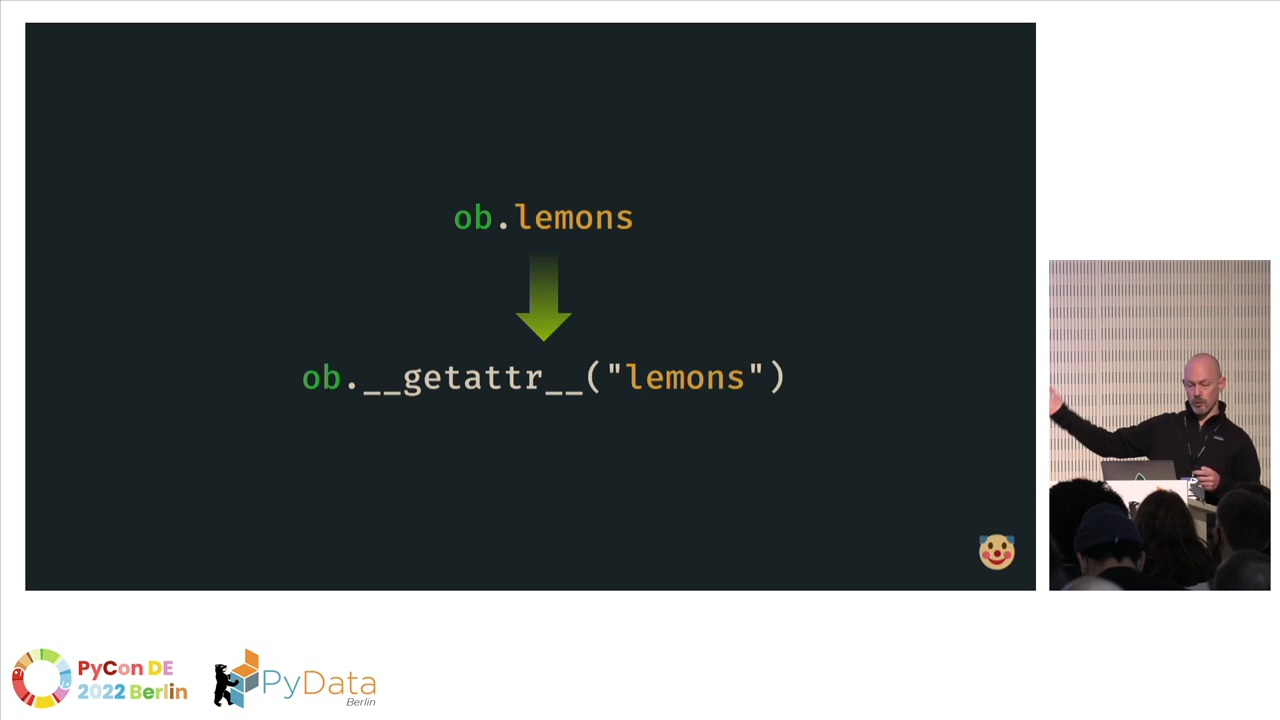 ob.lemons
ob.__getattr__("lemons")
PyCon DE
2022 Berlin
PyData
Berlin